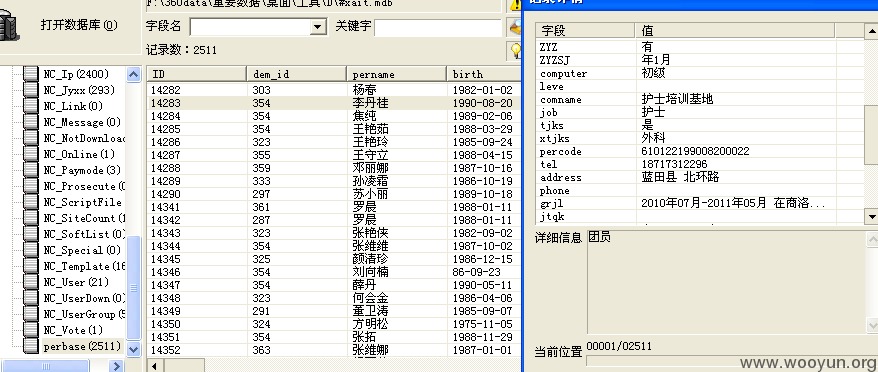 打开数据库(O)
F:\360data\重要数据\桌面\工具\D\#xait.mdb
字段名 关键字
记录数：2511
NC_Ip(2400)
NC_Jyxx(293)
NC_Link(0)
NC_Message(0)
NC_NotDownload
NC_Online(1)
NC_Paymode(3)
NC_Prosecute(0)
NC_ScriptFile
NC_SiteCount(1)
NC_SoftList(0)
NC_Special(0)
NC_Template(16
NC_User(21)
NC_UserDown(0)
NC_UserGroup(5
NC_Vote(1)
perbase(2511)
ID dem_id pername birth
14282 303 杨春 1982-01-02
14283 354 李丹桂 1990-08-20
14284 354 焦纯 1989-02-06
14285 354 王艳茹 1988-03-29
14286 323 王艳玲 1985-09-24
14287 355 王守立 1988-04-15
14288 359 邓丽娜 1987-10-16
14289 333 孙凌霜 1986-10-19
14290 297 苏小丽 1989-10-18
14341 361 罗晨 1988-01-11
14342 287 罗晨 1988-01-11
14343 323 张艳侠 1982-09-02
14344 354 张维维 1987-10-02
14345 325 颜清珍 1986-12-15
14346 354 刘向楠 86-09-23
14347 354 薛丹 1990-05-11
14348 323 何会金 1986-04-06
14349 291 董卫涛 1985-09-07
14350 324 方明松 1975-11-05
14351 354 张拓 1988-11-29
14352 363 张维娜 1987-01-01
字段 值
ZYZ 有
ZYZSJ 年1月
computer 初级
leve
comname 护士培训基地
job 护士
tjks 是
xtjks 外科
percode 610122199008200022
tel 18717312296
address 蓝田县 北环路
phone
grjl 2010年07月-2011年05月 在商洛...
jtqk
详细信息 团员
当前位置 00001/02511
www.wooyun.org